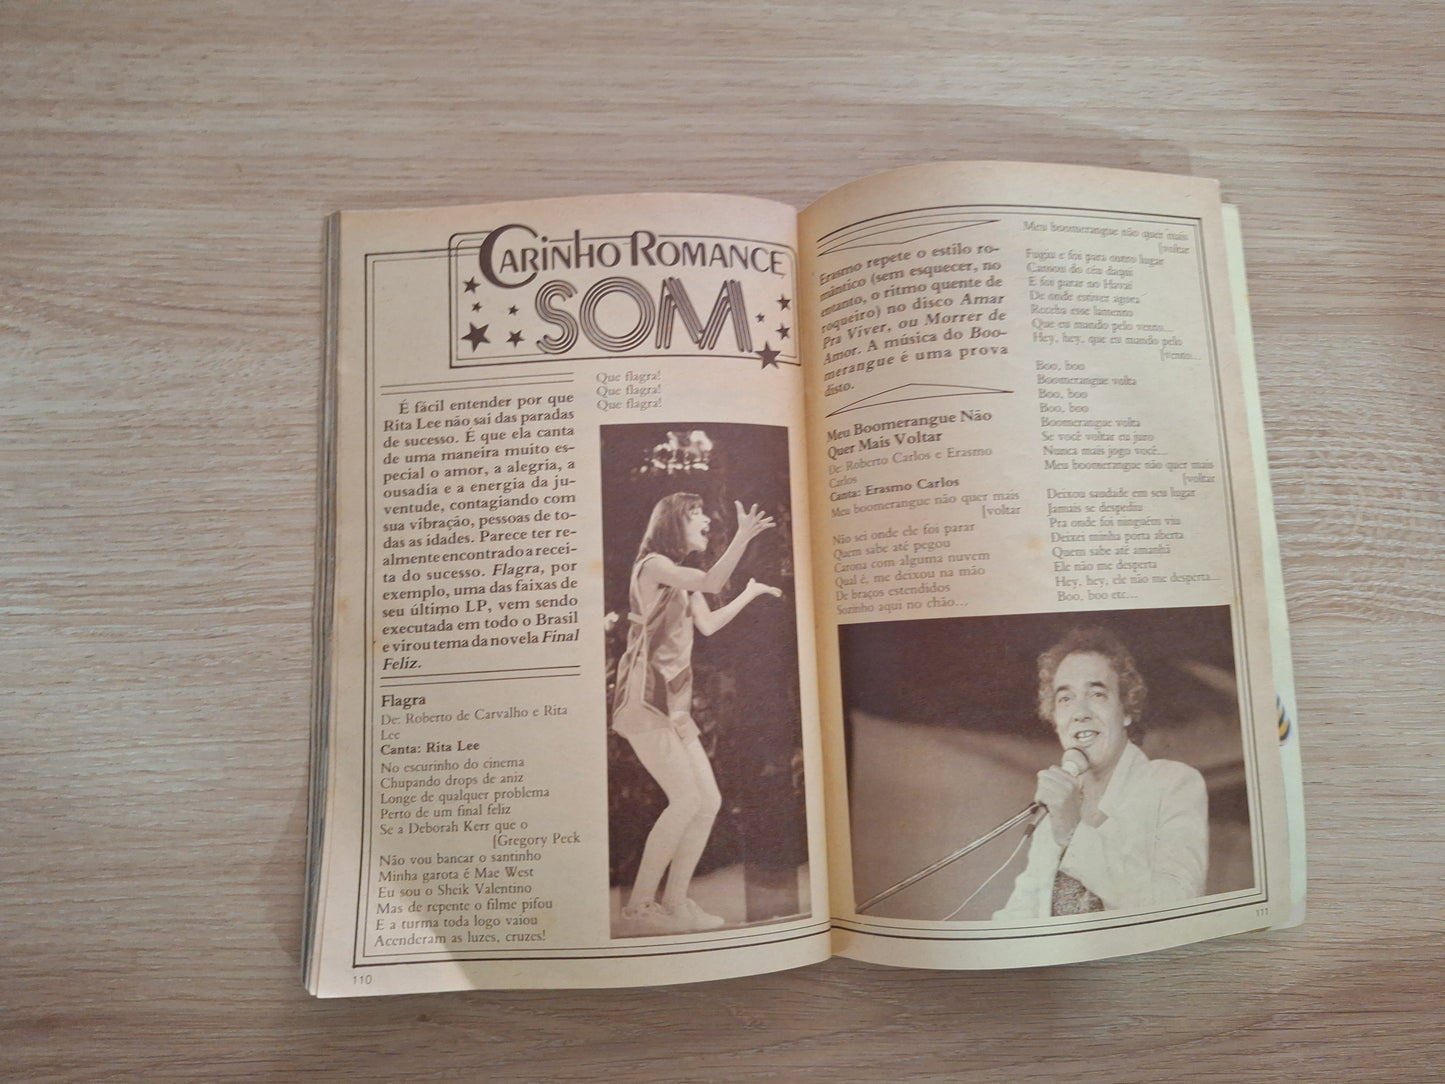 CARINHO ROMANCE,
SOM
É fácil entender por que
Rita Lee não sai das paradas
de sucesso. É que ela canta
de uma maneira muito es-
pecial o amor, a alegria, a
ousadia e a energia da ju-
ventude, contagiando com
sua vibração, pessoas de to-
das as idades. Parece ter re-
almente encontrado a recei-
ta do sucesso. Flagra, por
exemplo, uma das faixas de
seu último LP, vem sendo
executada em todo o Brasil
e virou tema da novela Final
Feliz.
Flagra
De: Roberto de Carvalho e Rita
Lee
Canta: Rita Lee
No escurinho do cinema
Chupando drops de aniz
Longe de qualquer problema
Perto de um final feliz
Se a Deborah Kerr que o
[Gregory Peck
Não vou bancar o santinho
Minha garota é Mae West
Eu sou o Sheik Valentino
Mas de repente o filme pifou
E a turma toda logo vaiou
Acenderam as luzes, cruzes!
Que flagra!
Que flagra!
Que flagra!
110
Erasmo repete o estilo ro-
mântico (sem esquecer, no
entanto, o ritmo quente de
roqueiro) no disco Amar
Pra Viver, ou Morrer de
Amor. A música do Boo-
merangue é uma prova
disto.
Meu Boomerangue Não
Quer Mais Voltar
De: Roberto Carlos e Erasmo
Carlos
Canta: Erasmo Carlos
Meu boomerangue não quer mais
[voltar
Não sei onde ele foi parar
Quem sabe até pegou
Carona com alguma nuvem
Qual é, me deixou na mão
De braços estendidos
Sozinho aqui no chão...
Meu boomerangue não quer mais
[voltar
Fugiu e foi para outro lugar
Cansou do céu daqui
E foi parar no Havaí
De onde estiver agora
Receba esse lamento
Que eu mando pelo vento...
Hey, hey, que eu mando pelo
[vento...
Boo, boo
Boomerangue volta
Boo, boo
Boo, boo
Boomerangue volta
Se você voltar eu juro
Nunca mais jogo você...
Meu boomerangue não quer mais
[voltar
Deixou saudade em seu lugar
Jamais se despediu
Pra onde foi ninguém viu
Deixei minha porta aberta
Quem sabe até amanhã
Ele não me desperta
Hey, hey, ele não me desperta...
Boo, boo etc...
111